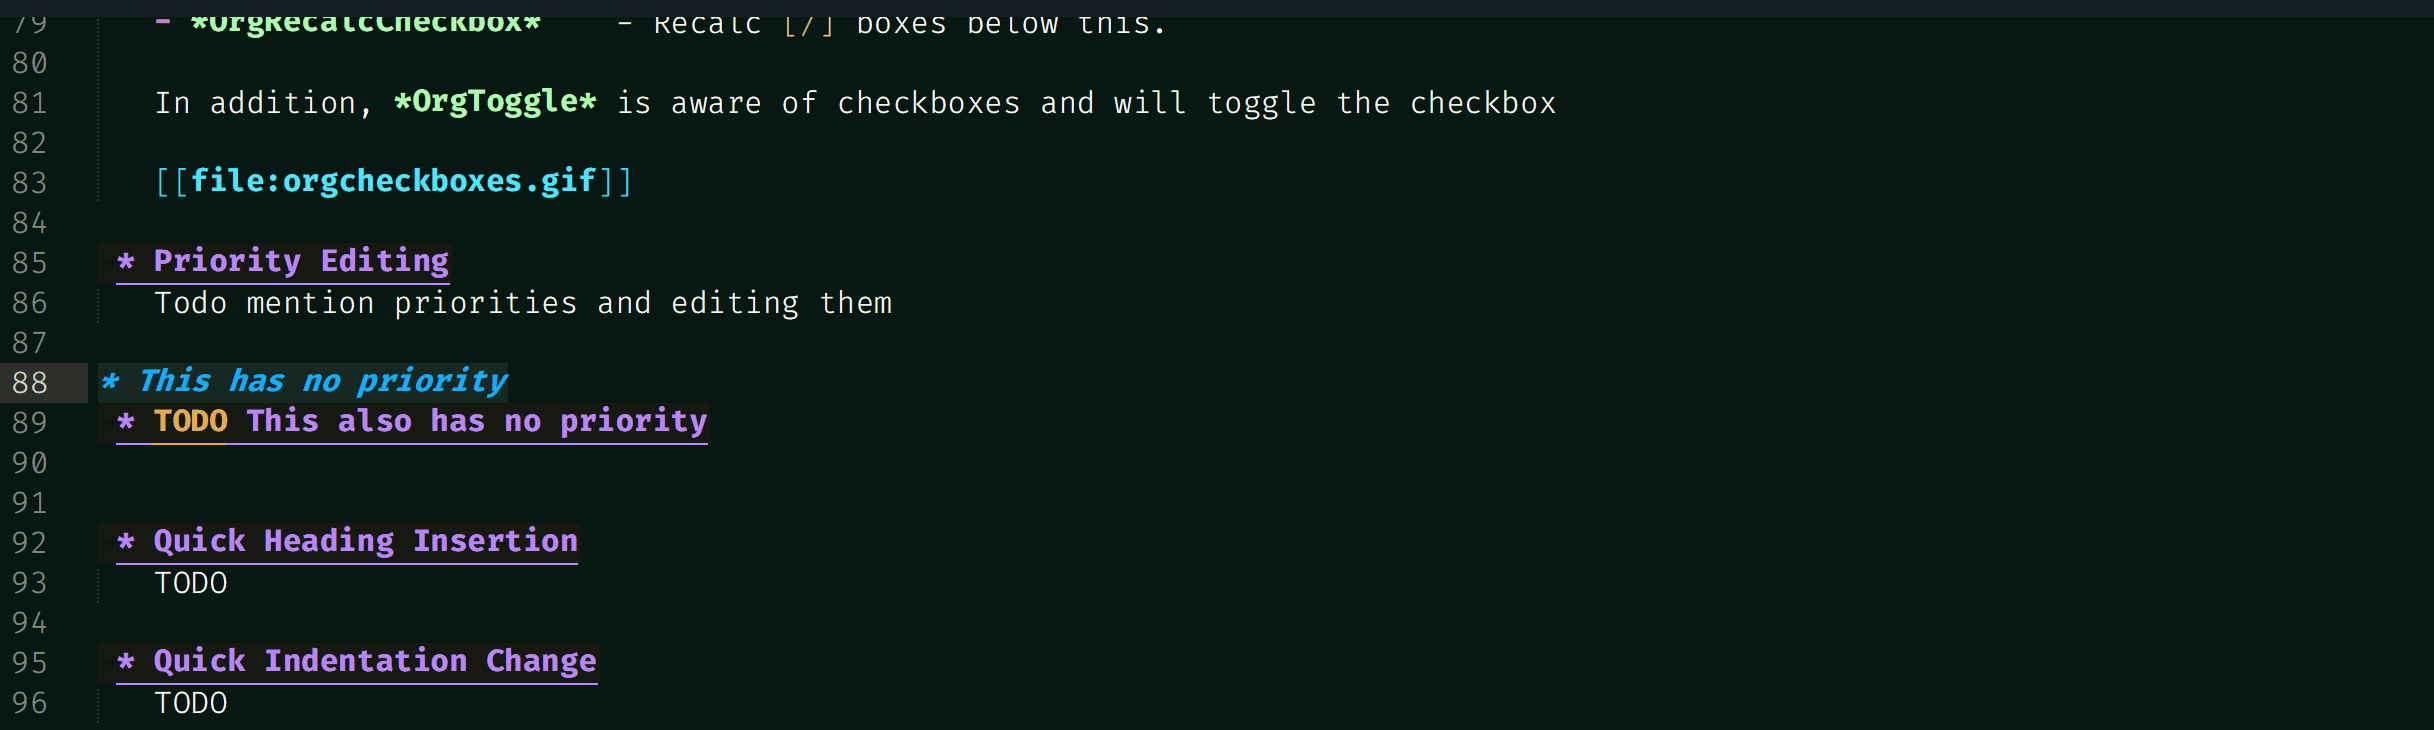 79 - *OrgRecalcCheckbox* - Recalc [/] boxes below this.
80
81 In addition, *OrgToggle* is aware of checkboxes and will toggle the checkbox
82
83 [[file:orgcheckboxes.gif]]
84
85 * Priority Editing
86 Todo mention priorities and editing them
87
88 * This has no priority
89 * TODO This also has no priority
90
91
92 * Quick Heading Insertion
93 TODO
94
95 * Quick Indentation Change
96 TODO